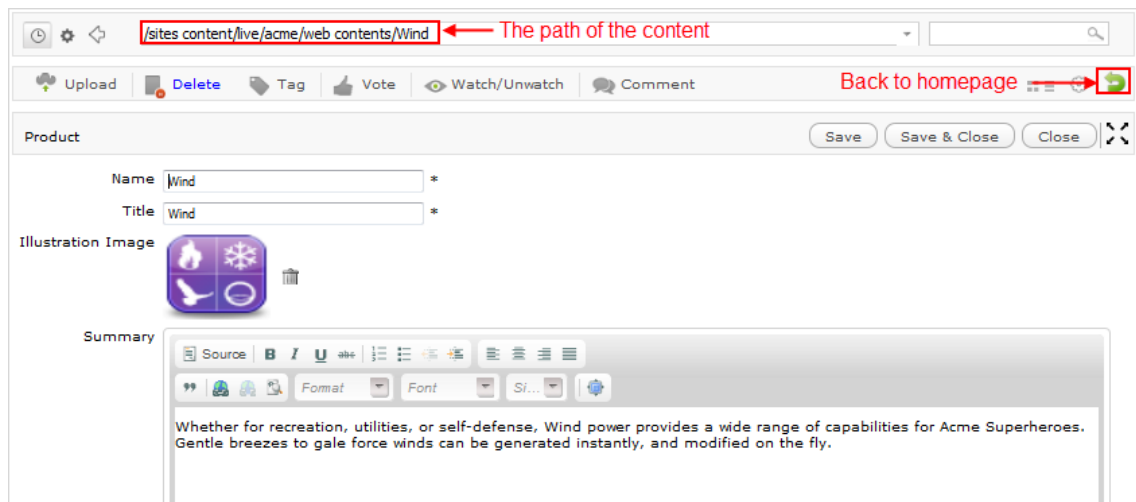 /sites content/live/acme/web contents/Wind The path of the content
Upload Delete Tag Vote Watch/Unwatch Comment Back to homepage
Product Save Save & Close Close
Name Wind *
Title Wind *
Illustration Image
Summary
Source B I U abc
Format Font Si...
Whether for recreation, utilities, or self-defense, Wind power provides a wide range of capabilities for Acme Superheroes.
Gentle breezes to gale force winds can be generated instantly, and modified on the fly.